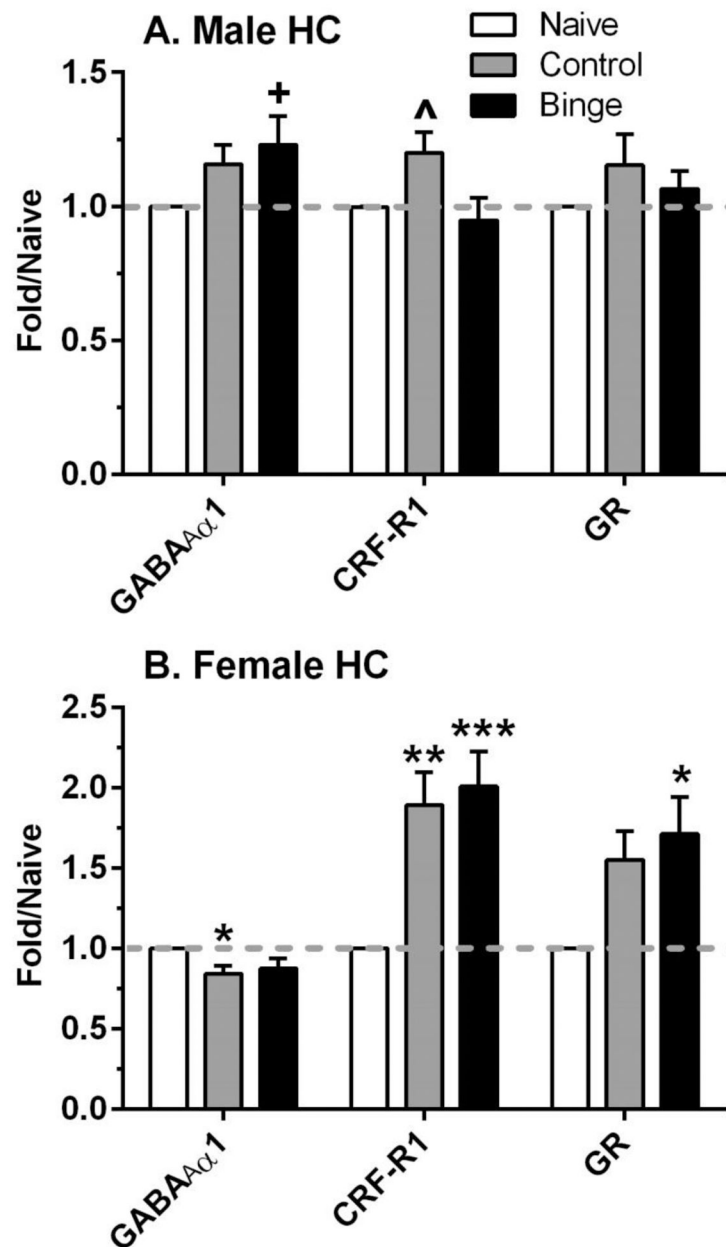 A. Male HC
Naive
Control
Binge
Fold/Naive
1.5
1.0
0.5
0.0
+
^
GABAAα1
CRF-R1
GR
B. Female HC
Fold/Naive
2.5
2.0
1.5
1.0
0.5
0.0
*
**
***
*
GABAAα1
CRF-R1
GR